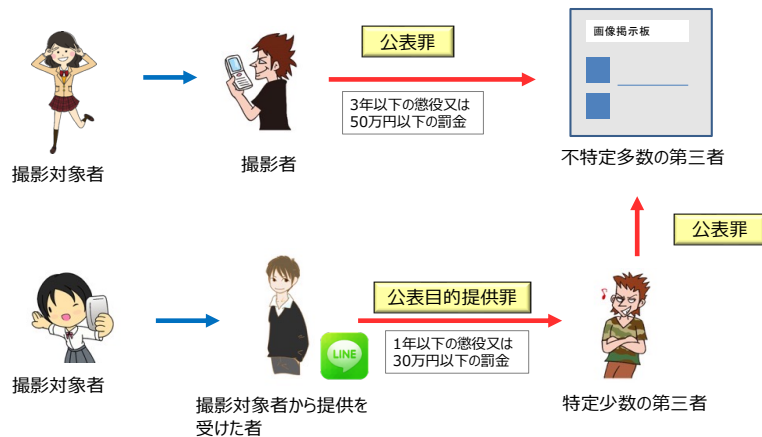 公表罪
画像掲示板
3年以下の懲役又は
50万円以下の罰金
撮影対象者
撮影者
不特定多数の第三者
公表罪
公表目的提供罪
LINE
1年以下の懲役又は
30万円以下の罰金
撮影対象者
撮影対象者から提供を
受けた者
特定少数の第三者